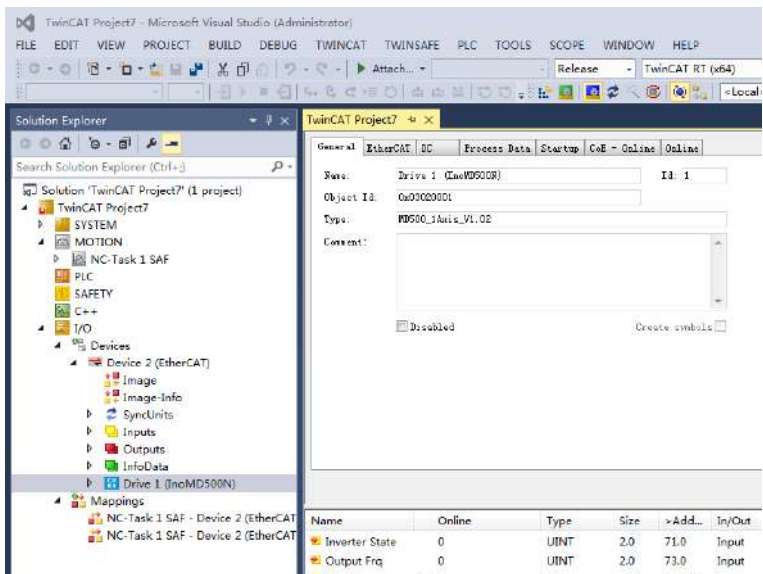 TwinCAT Project7 - Microsoft Visual Studio (Administrator)
FILE EDIT VIEW PROJECT BUILD DEBUG TWINCAT TWINSAFE PLC TOOLS SCOPE WINDOW HELP
Attach... Release TwinCAT RT (x64)
<Local>
Solution Explorer
Search Solution Explorer (Ctrl+;)
Solution 'TwinCAT Project7' (1 project)
TwinCAT Project7
SYSTEM
MOTION
NC-Task 1 SAF
PLC
SAFETY
C++
I/O
Devices
Device 2 (EtherCAT)
Image
Image-Info
SyncUnits
Inputs
Outputs
InfoData
Drive 1 (InoMD500N)
Mappings
NC-Task 1 SAF - Device 2 (EtherCAT
NC-Task 1 SAF - Device 2 (EtherCAT
TwinCAT Project7
General EtherCAT DC Process Data Startup CoE - Online Online
Name: Drive 1 (InoMD500N) Id: 1
Object Id: 0x03020001
Type: MD500_1Axis_V1.02
Comment:
Disabled Create symbols
Name Online Type Size >Add... In/Out
Inverter State 0 UINT 2.0 71.0 Input
Output Frq 0 UINT 2.0 73.0 Input